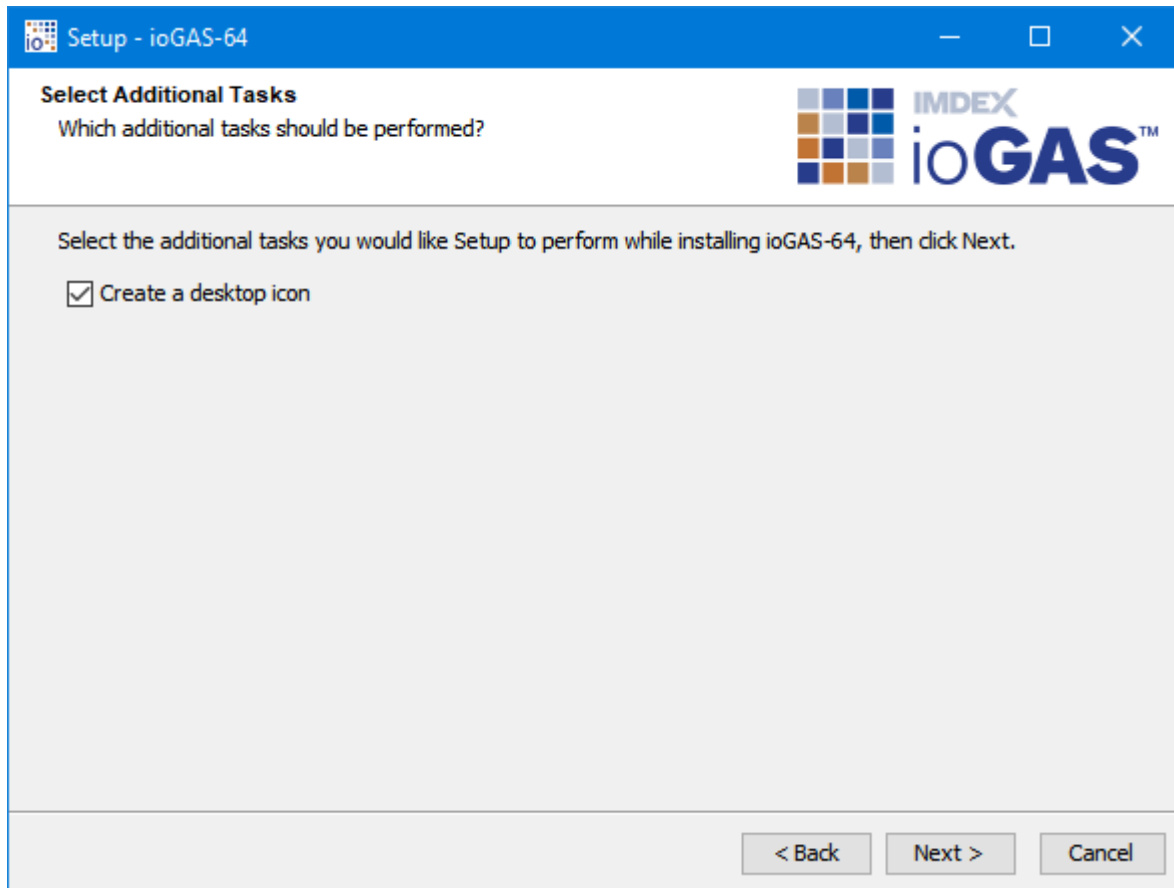 io
Setup - ioGAS-64
Select Additional Tasks
Which additional tasks should be performed?
IMDEX
ioGAS™
Select the additional tasks you would like Setup to perform while installing ioGAS-64, then click Next.
Create a desktop icon
< Back
Next >
Cancel